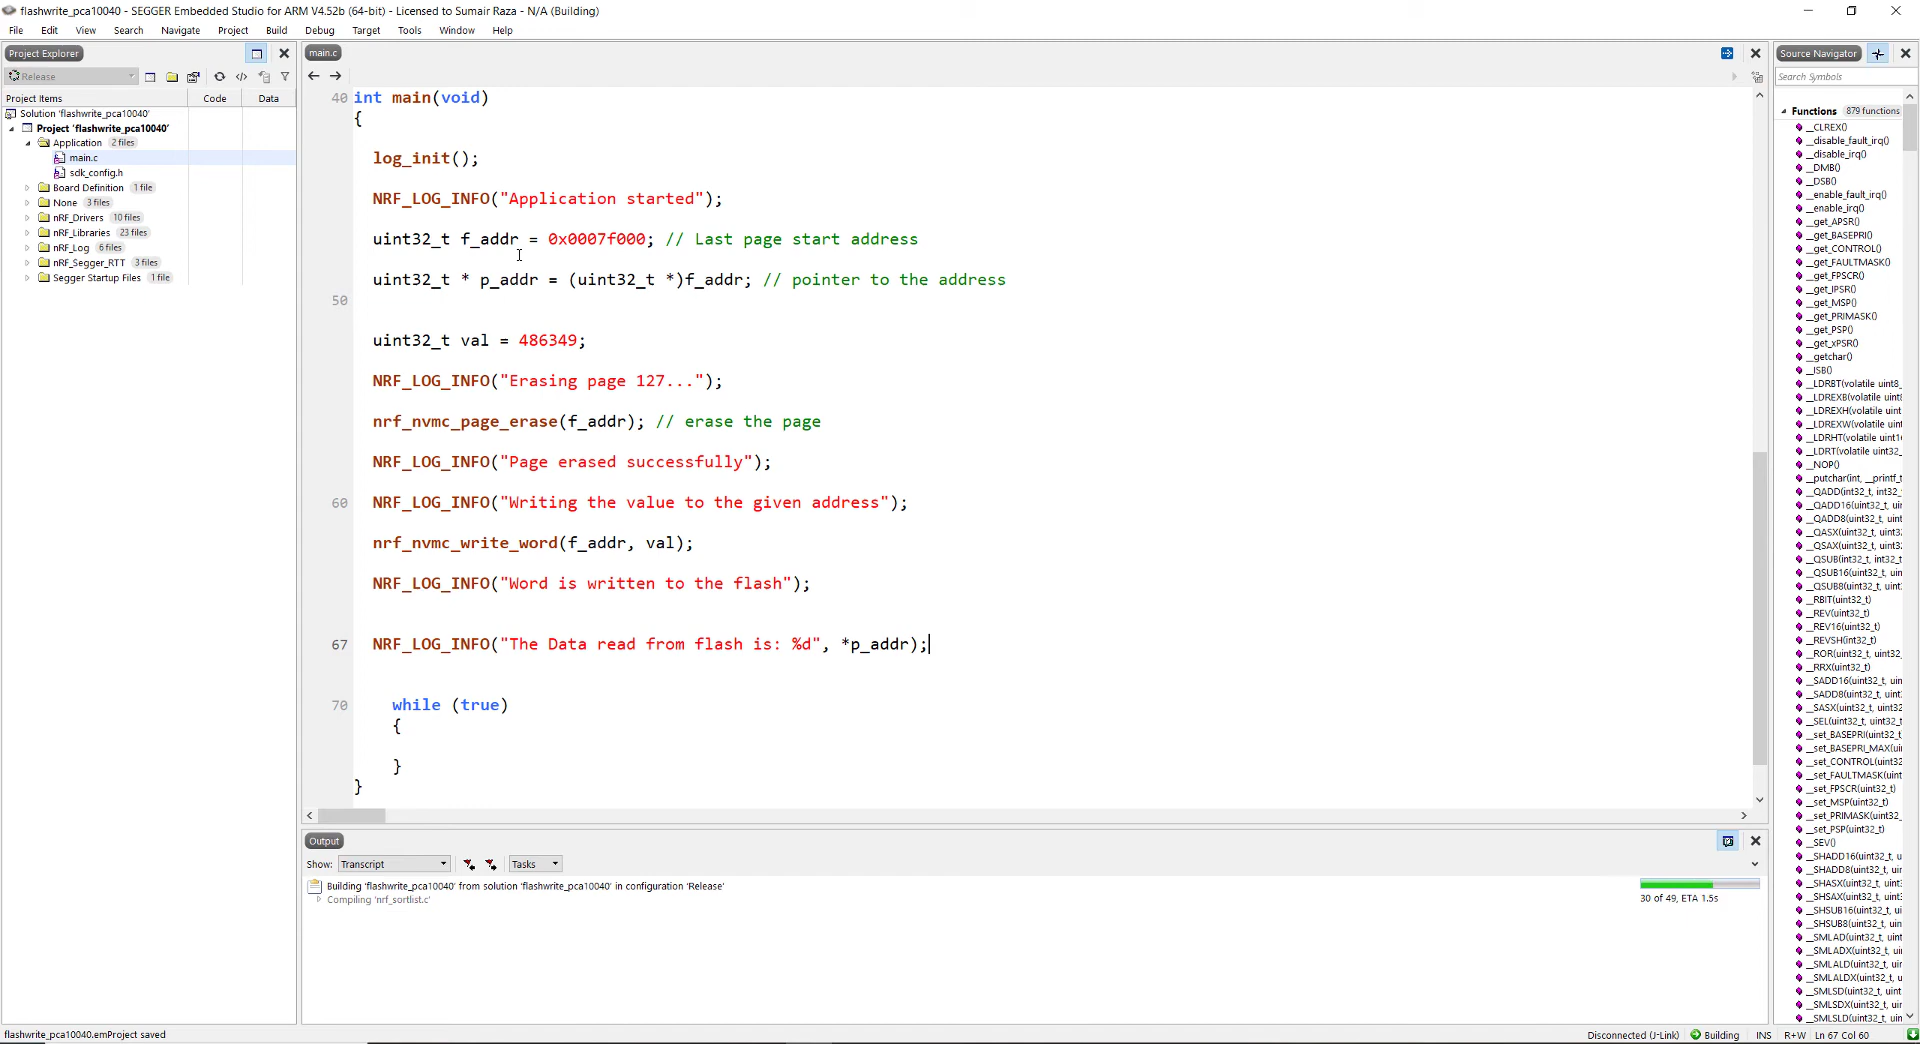 flashwrite_pca10040 - SEGGER Embedded Studio for ARM V4.52b (64-bit) - Licensed to Sumair Raza - N/A (Building)
File Edit View Search Navigate Project Build Debug Target Tools Window Help
Project Explorer
Release
Project Items Code Data
Solution 'flashwrite_pca10040'
Project 'flashwrite_pca10040'
Application 2 files
main.c
sdk_config.h
Board Definition 1 file
None 3 files
nRF_Drivers 10 files
nRF_Libraries 23 files
nRF_Log 6 files
nRF_Segger_RTT 3 files
Segger Startup Files 1 file
main.c
40 int main(void)
{
log_init();
NRF_LOG_INFO("Application started");
uint32_t f_addr = 0x0007f000; // Last page start address
uint32_t * p_addr = (uint32_t *)f_addr; // pointer to the address
50
uint32_t val = 486349;
NRF_LOG_INFO("Erasing page 127...");
nrf_nvmc_page_erase(f_addr); // erase the page
NRF_LOG_INFO("Page erased successfully");
60 NRF_LOG_INFO("Writing the value to the given address");
nrf_nvmc_write_word(f_addr, val);
NRF_LOG_INFO("Word is written to the flash");
67 NRF_LOG_INFO("The Data read from flash is: %d", *p_addr);
70 while (true)
{
}
}
Output
Show: Transcript Tasks
Building 'flashwrite_pca10040' from solution 'flashwrite_pca10040' in configuration 'Release'
Compiling 'nrf_sortlist.c'
30 of 49, ETA 1.5s
Source Navigator
Search Symbols
Functions 879 functions
__CLREX()
__disable_fault_irq()
__disable_irq()
__DMB()
__DSB()
__enable_fault_irq()
__enable_irq()
__get_APSR()
__get_BASEPRI()
__get_CONTROL()
__get_FAULTMASK()
__get_FPSCR()
__get_IPSR()
__get_MSP()
__get_PRIMASK()
__get_PSP()
__get_xPSR()
__getchar()
__ISB()
__LDRBT(volatile uint8_
__LDREXB(volatile uint8
__LDREXH(volatile uint1
__LDREXW(volatile uint
__LDRHT(volatile uint1
__LDRT(volatile uint32_
__NOP()
__putchar(int, __printf_t
__QADD(int32_t, int32_
__QADD16(uint32_t, uin
__QADD8(uint32_t, uint
__QASX(uint32_t, uint3
__QSAX(uint32_t, uint3
__QSUB(int32_t, int32_t
__QSUB16(uint32_t, uin
__QSUB8(uint32_t, uint
__RBIT(uint32_t)
__REV(uint32_t)
__REV16(uint32_t)
__REVSH(int32_t)
__ROR(uint32_t, uint32_
__RRX(uint32_t)
__SADD16(uint32_t, uin
__SADD8(uint32_t, uint
__SASX(uint32_t, uint3
__SEL(uint32_t, uint32_t
__set_BASEPRI(uint32_t
__set_BASEPRI_MAX(ui
__set_CONTROL(uint32
__set_FAULTMASK(uint
__set_FPSCR(uint32_t)
__set_MSP(uint32_t)
__set_PRIMASK(uint32_t
__set_PSP(uint32_t)
__SEV()
__SHADD16(uint32_t, ui
__SHADD8(uint32_t, uin
__SHASX(uint32_t, uint
__SHSAX(uint32_t, uint
__SHSUB16(uint32_t, ui
__SHSUB8(uint32_t, uin
__SMLAD(uint32_t, uint
__SMLADX(uint32_t, uin
__SMLALD(uint32_t, uin
__SMLALDX(uint32_t, ui
__SMLSD(uint32_t, uint
__SMLSDX(uint32_t, uin
__SMLSLD(uint32_t, uin
flashwrite_pca10040.emProject saved
Disconnected (J-Link) Building INS R+W Ln 67 Col 60